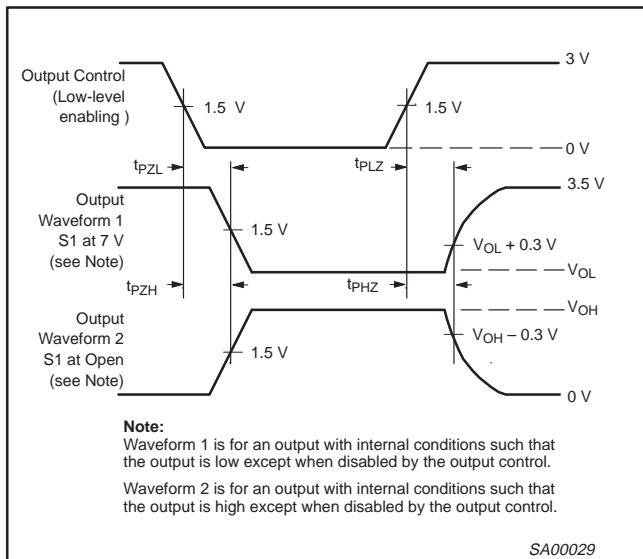 Output Control
(Low-level
enabling )
1.5 V
1.5 V
3 V
0 V
tPZL
tPLZ
Output
Waveform 1
S1 at 7 V
(see Note)
1.5 V
3.5 V
VOL + 0.3 V
VOL
tPZH
tPHZ
VOH
Output
Waveform 2
S1 at Open
(see Note)
1.5 V
VOH – 0.3 V
0 V
Note:
Waveform 1 is for an output with internal conditions such that
the output is low except when disabled by the output control.
Waveform 2 is for an output with internal conditions such that
the output is high except when disabled by the output control.
SA00029